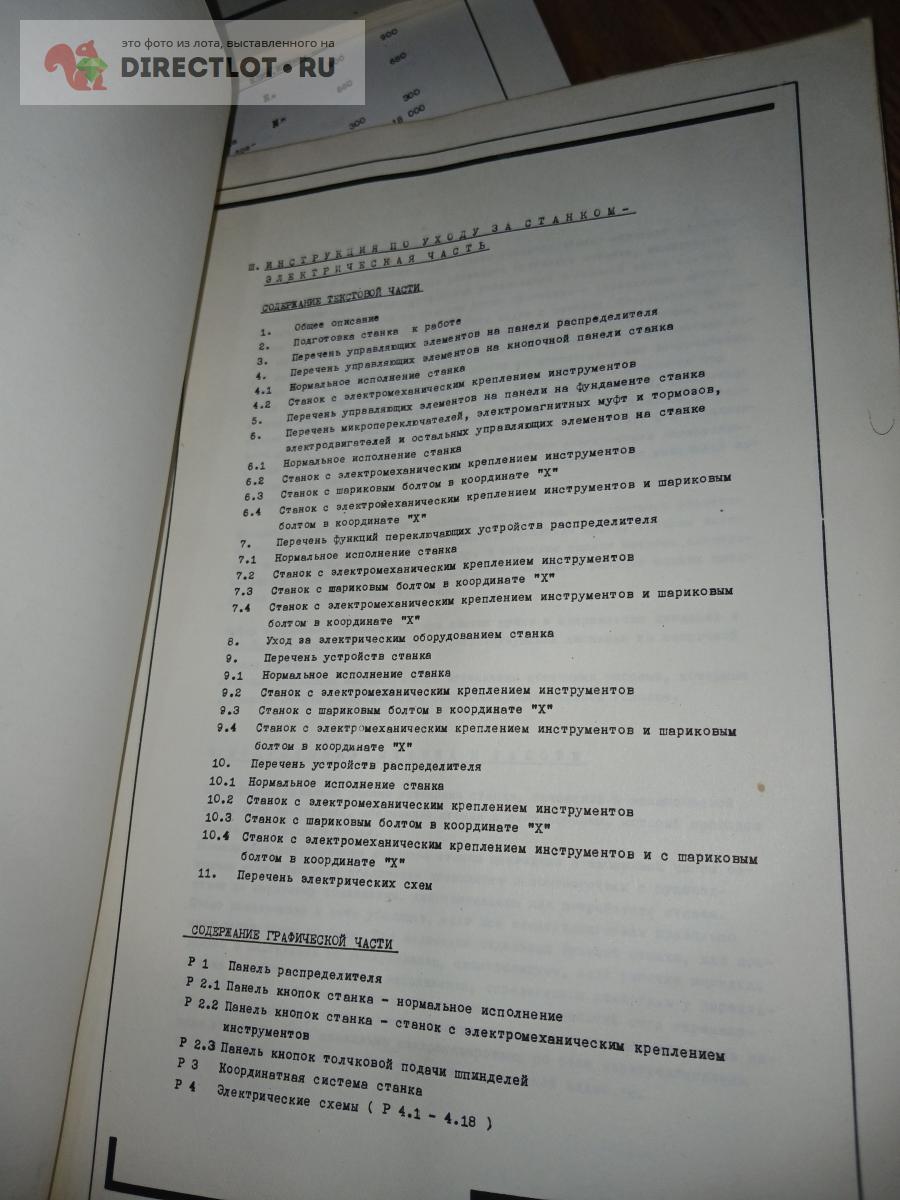 это фото из лота, выставленного на
DIRECTLOT.RU
900
680
900
300 18 000
Ш. ИНСТРУКЦИЯ ПО УХОДУ ЗА СТАНКОМ-
ЭЛЕКТРИЧЕСКАЯ ЧАСТЬ
СОДЕРЖАНИЕ ТЕКСТОВОЙ ЧАСТИ
1. Общее описание
2. Подготовка станка к работе
3. Перечень управляющих элементов на панели распределителя
4. Перечень управляющих элементов на кнопочной панели станка
4.1 Нормальное исполнение станка
4.2 Станок с электромеханическим креплением инструментов
5. Перечень управляющих элементов на панели на фундаменте станка
6. Перечень микропереключателей, электромагнитных муфт и тормозов,
электродвигателей и остальных управляющих элементов на станке
6.1 Нормальное исполнение станка
6.2 Станок с электромеханическим креплением инструментов
6.3 Станок с шариковым болтом в координате "X"
6.4 Станок с электромеханическим креплением инструментов и шариковым
болтом в координате "X"
7. Перечень функций переключающих устройств распределителя
7.1 Нормальное исполнение станка
7.2 Станок с электромеханическим креплением инструментов
7.3 Станок с шариковым болтом в координате "X"
7.4 Станок с электромеханическим креплением инструментов и шариковым
болтом в координате "X"
8. Уход за электрическим оборудованием станка
9. Перечень устройств станка
9.1 Нормальное исполнение станка
9.2 Станок с электромеханическим креплением инструментов
9.3 Станок с шариковым болтом в координате "X"
9.4 Станок с электромеханическим креплением инструментов и шариковым
болтом в координате "X"
10. Перечень устройств распределителя
10.1 Нормальное исполнение станка
10.2 Станок с электромеханическим креплением инструментов
10.3 Станок с шариковым болтом в координате "X"
10.4 Станок с электромеханическим креплением инструментов и с шариковым
болтом в координате "X"
11. Перечень электрических схем
СОДЕРЖАНИЕ ГРАФИЧЕСКОЙ ЧАСТИ
Р 1 Панель распределителя
Р 2.1 Панель кнопок станка - нормальное исполнение
Р 2.2 Панель кнопок станка - станок с электромеханическим креплением
инструментов
Р 2.3 Панель кнопок толчковой подачи шпинделей
Р 3 Координатная система станка
Р 4 Электрические схемы ( Р 4.1 - 4.18 )